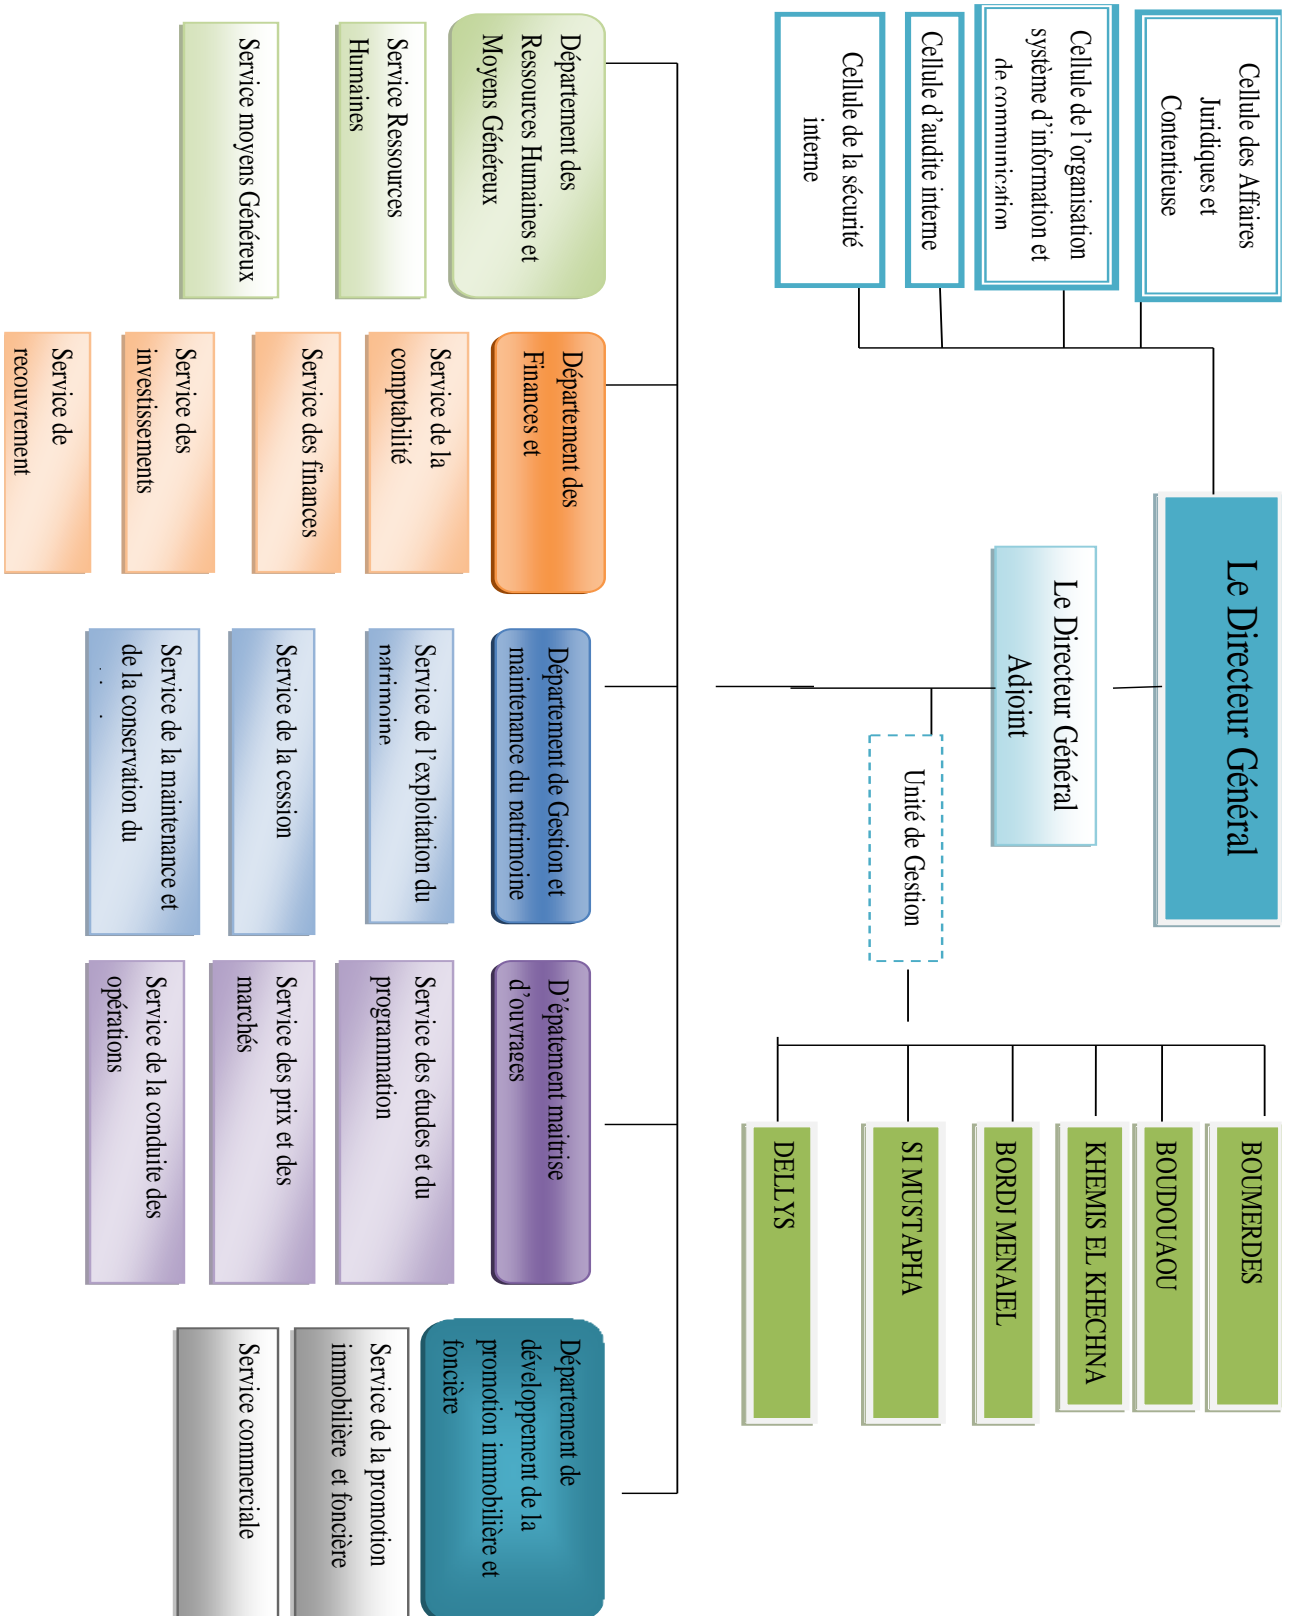 Le Directeur Général
Cellule des Affaires
Juridiques et
Contentieuse
Cellule de l'organisation
système d'information et
de communication
Cellule d'audite interne
Cellule de la sécurité
interne
Le Directeur Général
Adjoint
Unité de Gestion
BOUMERDES
BOUDOUAOU
KHEMIS EL KHECHNA
BORDJ MENAIEL
SI MUSTAPHA
DELLYS
Département des
Ressources Humaines et
Moyens Généreux
Service Ressources
Humaines
Service moyens Généreux
Département des
Finances et
Service de la
comptabilité
Service des finances
Service des
investissements
Service de
recouvrement
Département de Gestion et
maintenance du patrimoine
Service de l'exploitation du
patrimoine
Service de la cession
Service de la maintenance et
de la conservation du
D'épatement maitrise
d'ouvrages
Service des études et du
programmation
Service des prix et des
marchés
Service de la conduite des
opérations
Département de
développement de la
promotion immobilière et
foncière
Service de la promotion
immobilière et foncière
Service commerciale